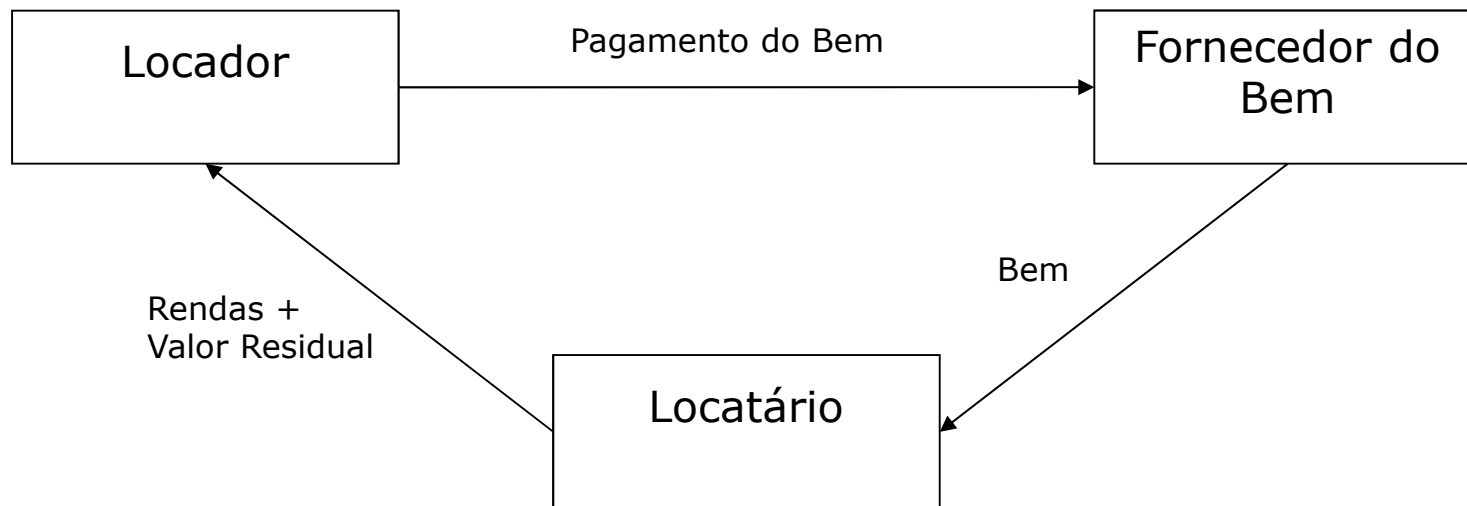 Locador
Pagamento do Bem
Fornecedor do
Bem
Bem
Rendas +
Valor Residual
Locatário